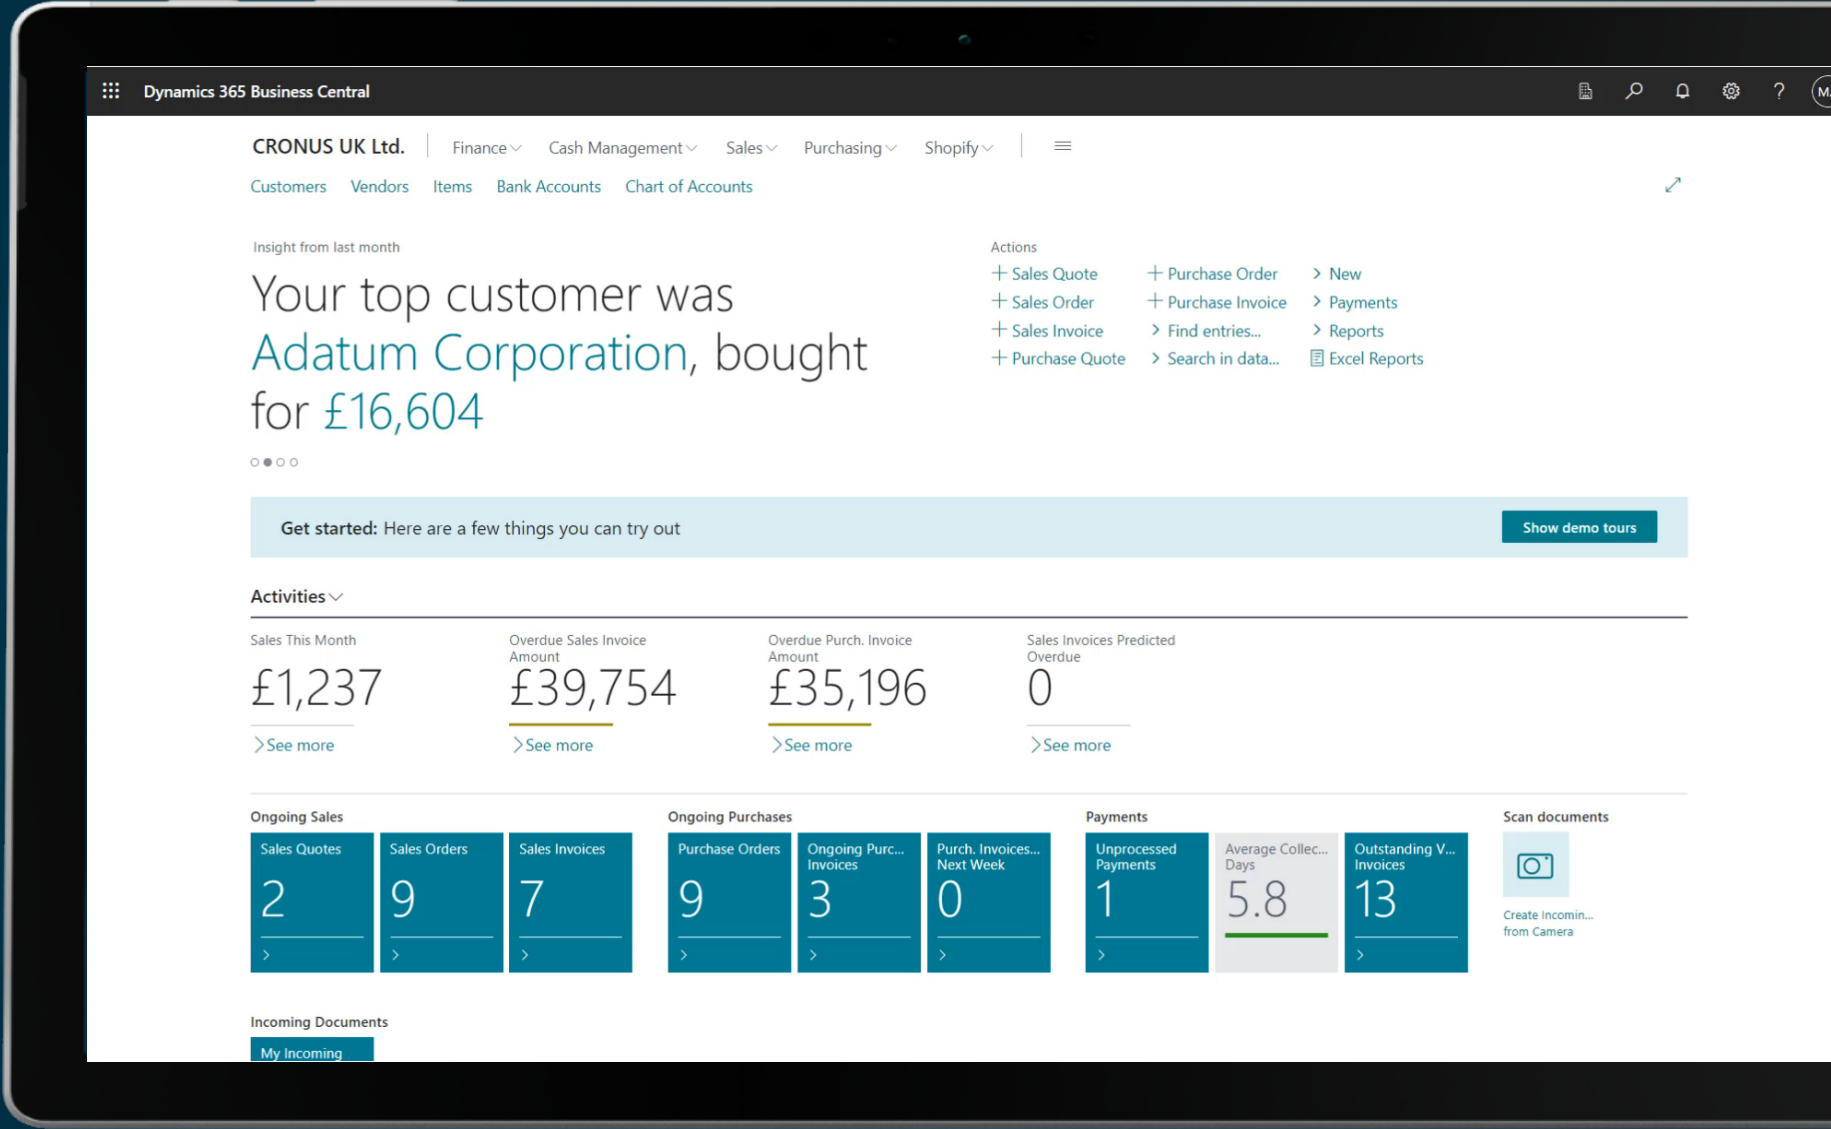 Dynamics 365 Business Central
CRONUS UK Ltd. Finance Cash Management Sales Purchasing Shopify
Customers Vendors Items Bank Accounts Chart of Accounts
Insight from last month
Your top customer was
Adatum Corporation, bought
for £16,604
Actions
+ Sales Quote + Purchase Order > New
+ Sales Order + Purchase Invoice > Payments
+ Sales Invoice > Find entries... > Reports
+ Purchase Quote > Search in data... Excel Reports
Get started: Here are a few things you can try out Show demo tours
Activities
Sales This Month
£1,237
>See more
Overdue Sales Invoice
Amount
£39,754
>See more
Overdue Purch. Invoice
Amount
£35,196
>See more
Sales Invoices Predicted
Overdue
0
>See more
Ongoing Sales
Sales Quotes
2
Sales Orders
9
Sales Invoices
7
Ongoing Purchases
Purchase Orders
9
Ongoing Purc...
Invoices
3
Purch. Invoices...
Next Week
0
Payments
Unprocessed
Payments
1
Average Collec...
Days
5.8
Outstanding V...
Invoices
13
Scan documents
Create Incomin...
from Camera
Incoming Documents
My Incoming